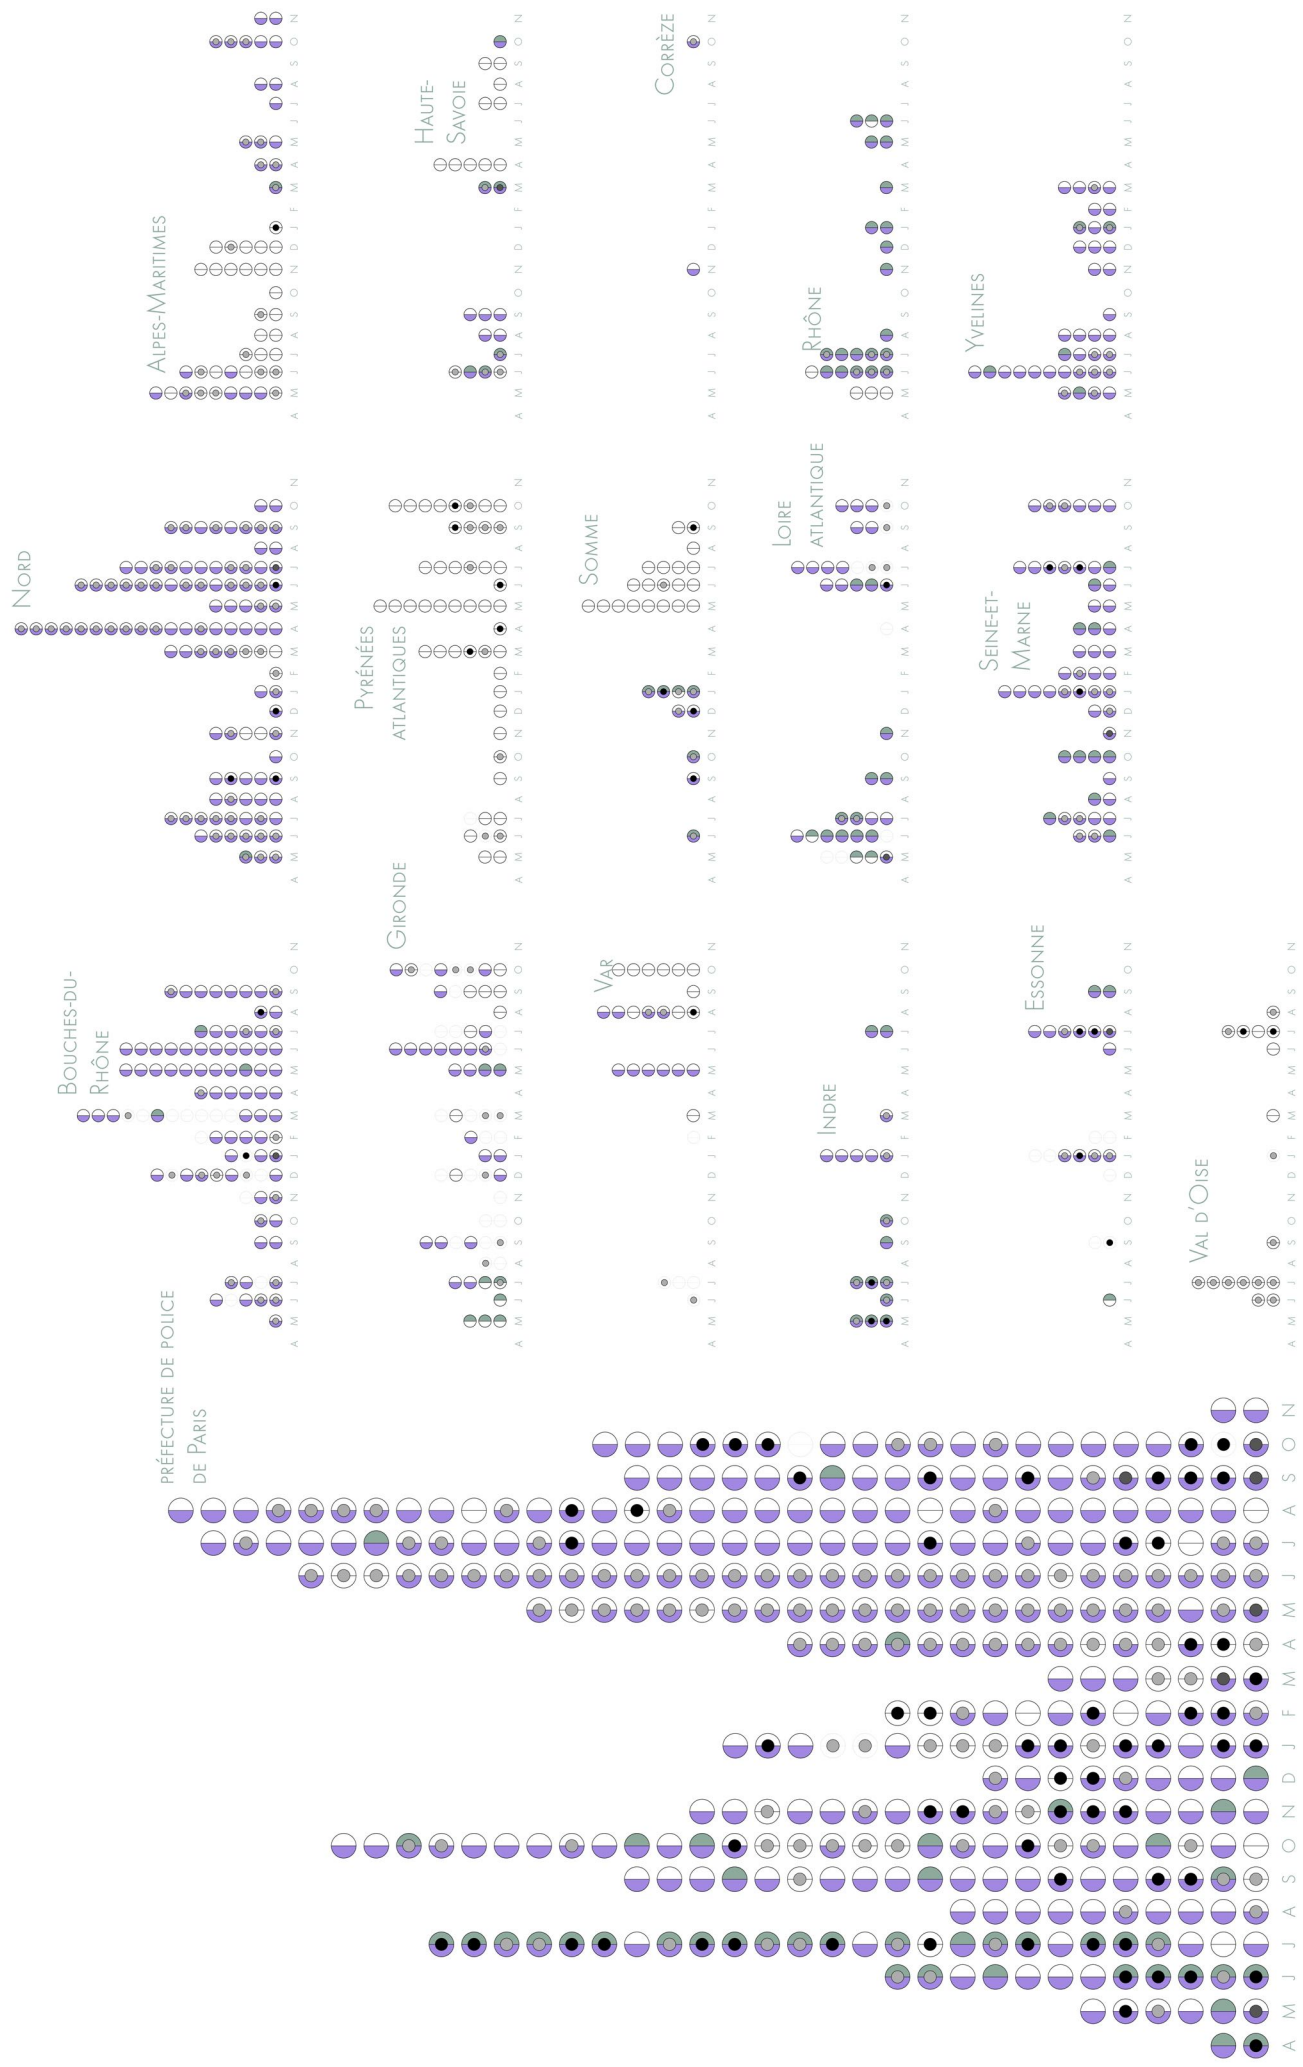 PRÉFECTURE DE POLICE
DE PARIS
A M J J A S O N D J F M A M J J A S O N
BOUCHES-DU-
RHÔNE
A M J J A S O N D J F M A M J J A S O N
NORD
A M J J A S O N D J F M A M J J A S O N
ALPES-MARITIMES
A M J J A S O N D J F M A M J J A S O N
GIRONDE
A M J J A S O N D J F M A M J J A S O N
PYRÉNÉES
ATLANTIQUES
A M J J A S O N D J F M A M J J A S O N
HAUTE-
SAVOIE
A M J J A S O N D J F M A M J J A S O N
VAR
A M J J A S O N D J F M A M J J A S O N
SOMME
A M J J A S O N D J F M A M J J A S O N
CORRÈZE
A M J J A S O N D J F M A M J J A S O N
INDRE
A M J J A S O N D J F M A M J J A S O N
LOIRE
ATLANTIQUE
A M J J A S O N D J F M A M J J A S O N
RHÔNE
A M J J A S O N D J F M A M J J A S O N
ESSONNE
A M J J A S O N D J F M A M J J A S O N
SEINE-ET-
MARNE
A M J J A S O N D J F M A M J J A S O N
YVELINES
A M J J A S O N D J F M A M J J A S O N
VAL D'OISE
A M J J A S O N D J F M A M J J A S O N